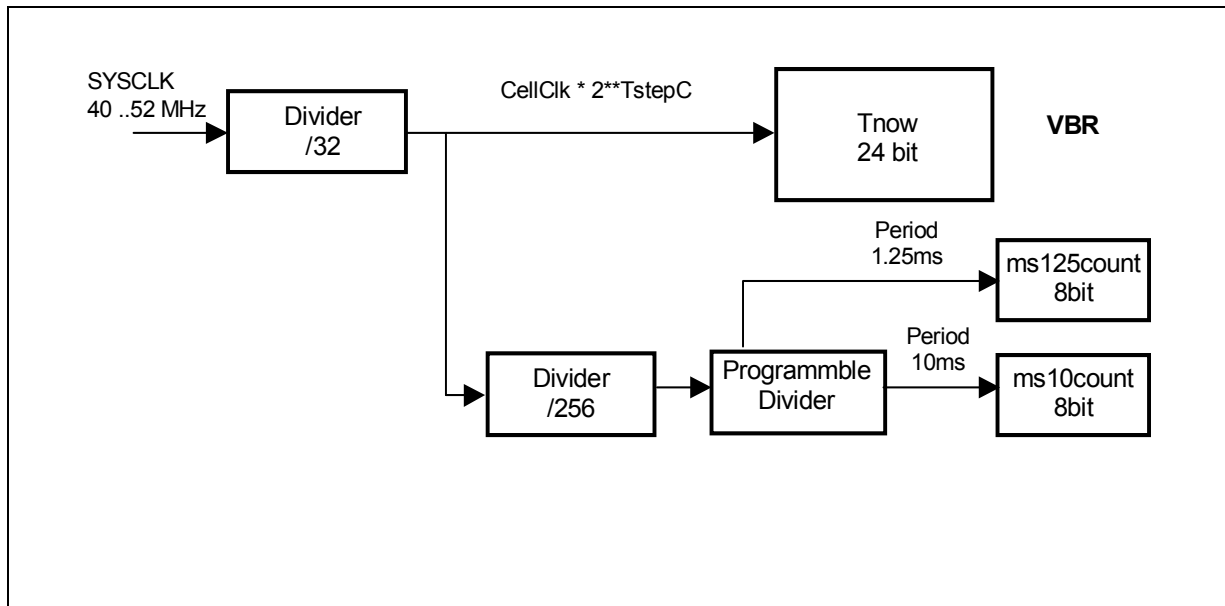 SYSCLK
40 ..52 MHz
Divider
/32
CellClk * 2**TstepC
Tnow
24 bit
VBR
Period
1.25ms
ms125count
8bit
Divider
/256
Programmble
Divider
Period
10ms
ms10count
8bit